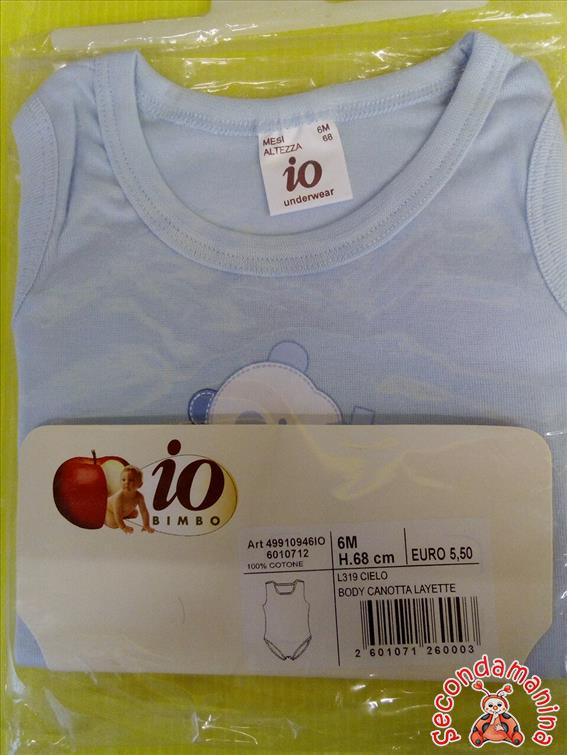 MESI 6M
ALTEZZA 68
io
underwear
io
BIMBO
Art 49910946IO
6010712
100% COTONE
6M
H.68 cm
EURO 5,50
L319 CIELO
BODY CANOTTA LAYETTE
2 601071 260003
Secondamanina